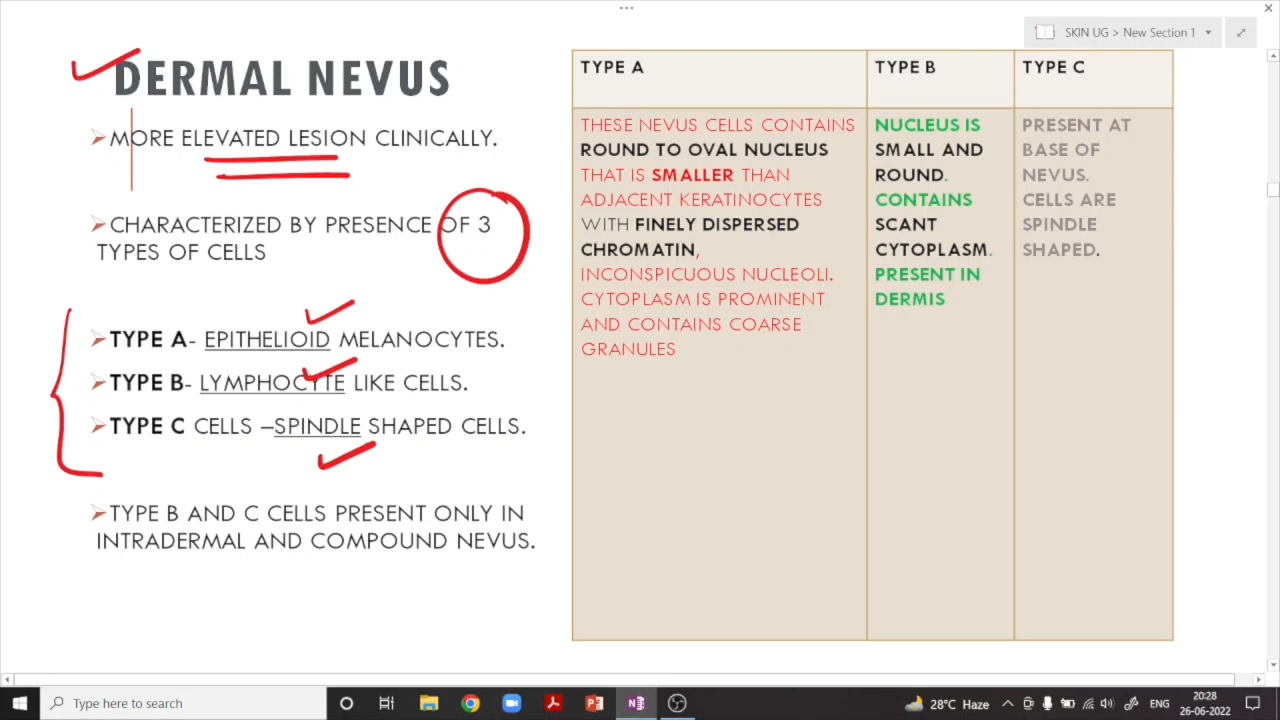 SKIN UG > New Section 1
DERMAL NEVUS
MORE ELEVATED LESION CLINICALLY.
CHARACTERIZED BY PRESENCE OF 3
TYPES OF CELLS
TYPE A- EPITHELIOID MELANOCYTES.
TYPE B- LYMPHOCYTE LIKE CELLS.
TYPE C CELLS –SPINDLE SHAPED CELLS.
TYPE B AND C CELLS PRESENT ONLY IN
INTRADERMAL AND COMPOUND NEVUS.
TYPE A
THESE NEVUS CELLS CONTAINS
ROUND TO OVAL NUCLEUS
THAT IS SMALLER THAN
ADJACENT KERATINOCYTES
WITH FINELY DISPERSED
CHROMATIN,
INCONSPICUOUS NUCLEOLI.
CYTOPLASM IS PROMINENT
AND CONTAINS COARSE
GRANULES
TYPE B
NUCLEUS IS
SMALL AND
ROUND.
CONTAINS
SCANT
CYTOPLASM.
PRESENT IN
DERMIS
TYPE C
PRESENT AT
BASE OF
NEVUS.
CELLS ARE
SPINDLE
SHAPED.
Type here to search
28°C Haze
ENG
20:28
26-06-2022